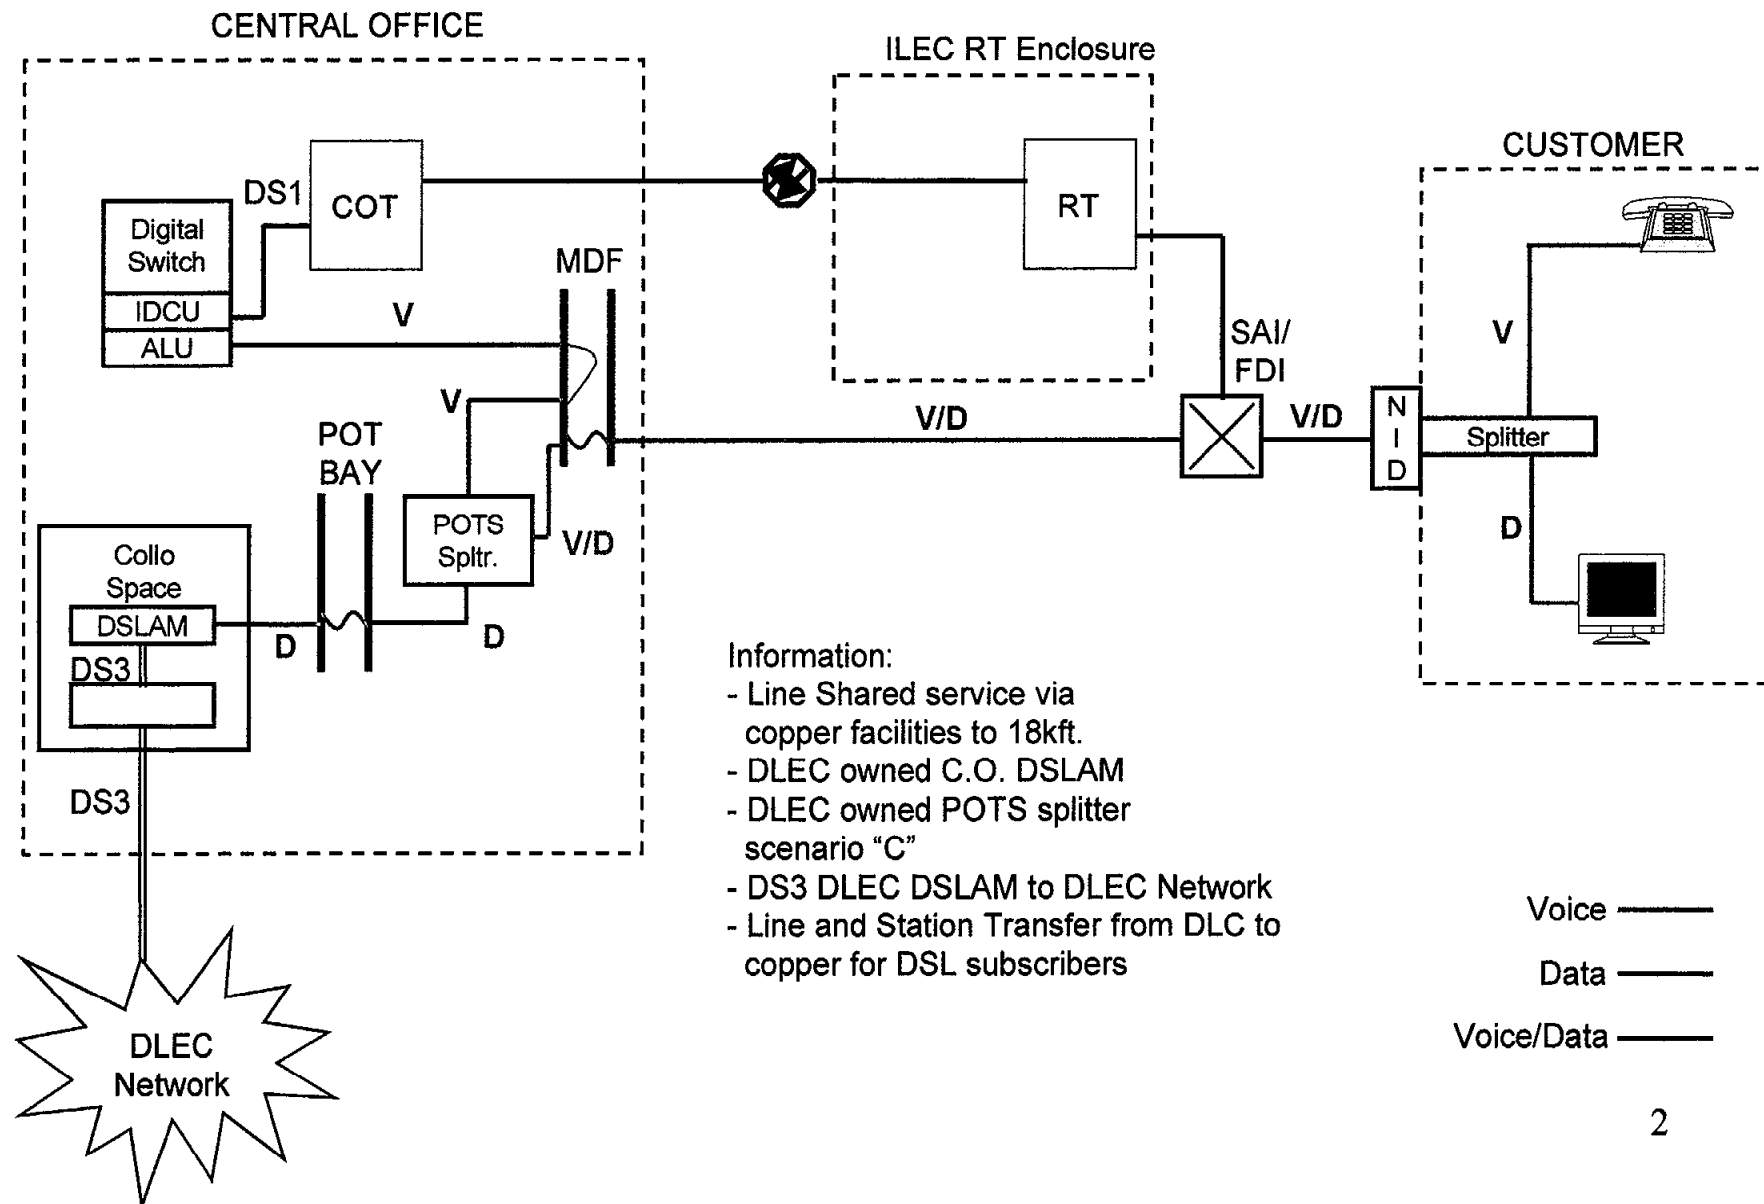 CENTRAL OFFICE
ILEC RT Enclosure
CUSTOMER
DS1
COT
RT
Digital
Switch
IDCU
ALU
MDF
V
V
SAI/
FDI
V
POT
BAY
V/D
V/D
N
I
D
Splitter
POTS
Spltr.
V/D
D
Collo
Space
DSLAM
D
D
DS3
DS3
Information:
- Line Shared service via
copper facilities to 18kft.
- DLEC owned C.O. DSLAM
- DLEC owned POTS splitter
scenario “C”
- DS3 DLEC DSLAM to DLEC Network
- Line and Station Transfer from DLC to
copper for DSL subscribers
Voice
Data
Voice/Data
DLEC
Network
2